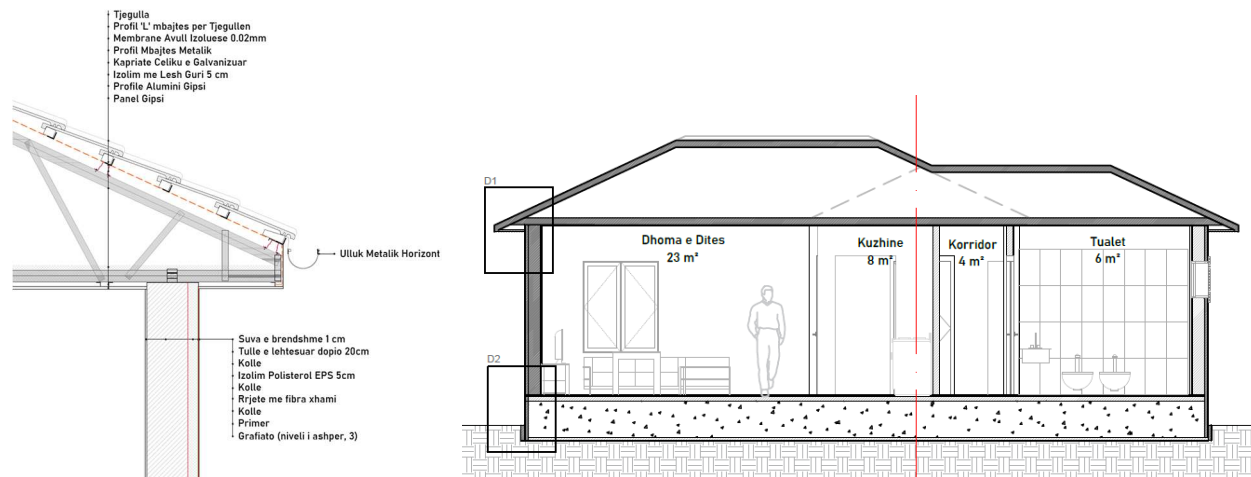 Tjegulla
Profil 'L' mbajtes per Tjegullen
Membrane Avull Izoluese 0.02mm
Profil Mbajtes Metalik
Kapriate Celiku e Galvanizuar
Izolim me Lesh Guri 5 cm
Profile Alumini Gipsi
Panel Gipsi
Ulluk Metalik Horizont
Suva e brendshme 1 cm
Tulle e lehtesuar dopio 20cm
Kolle
Izolim Polisterol EPS 5cm
Kolle
Rrjete me fibra xhami
Kolle
Primer
Grafiato (niveli i ashper, 3)
D1
Dhoma e Dites
23 m²
Kuzhine
8 m²
Korridor
4 m²
Tualet
6 m²
D2